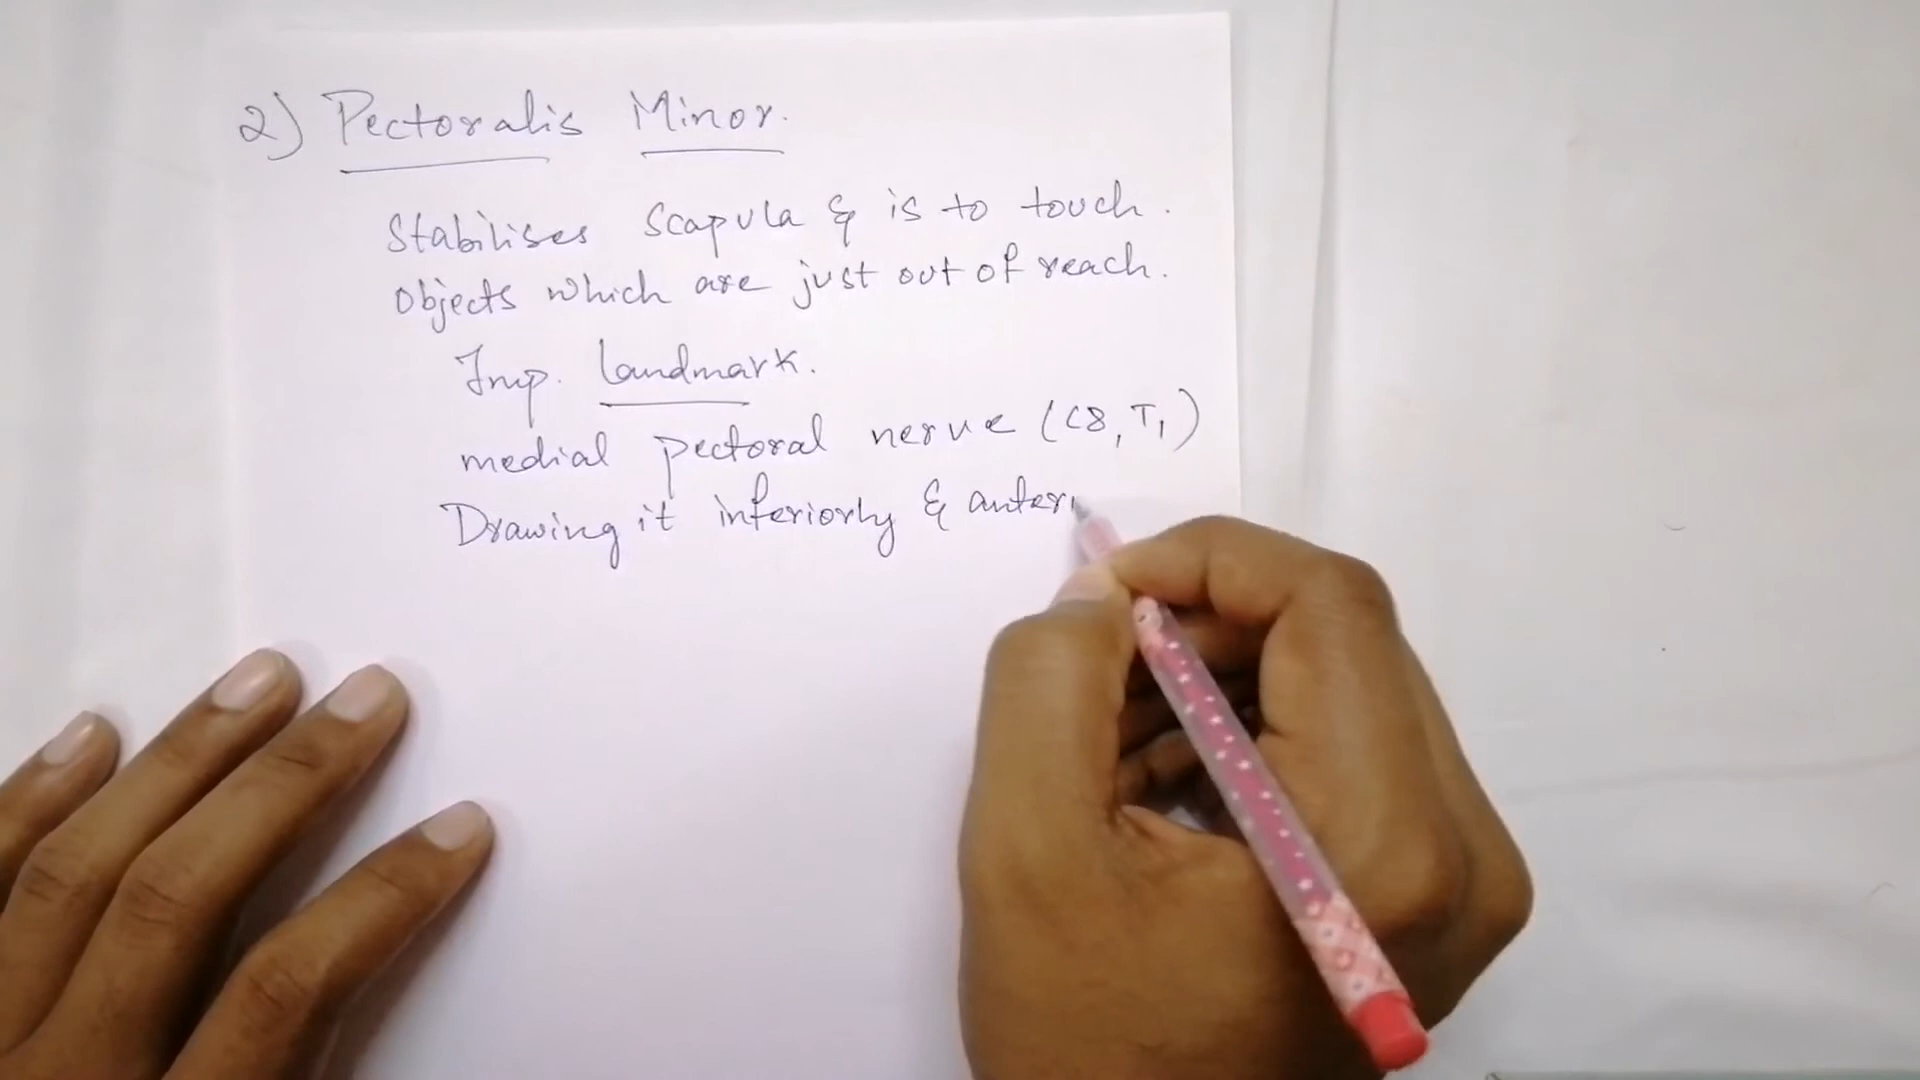 2) Pectoralis Minor.
Stabilises Scapula & is to touch.
objects which are just out of reach.
Imp. landmark.
medial pectoral nerve (C8, T1)
Drawing it inferiorly & anteri